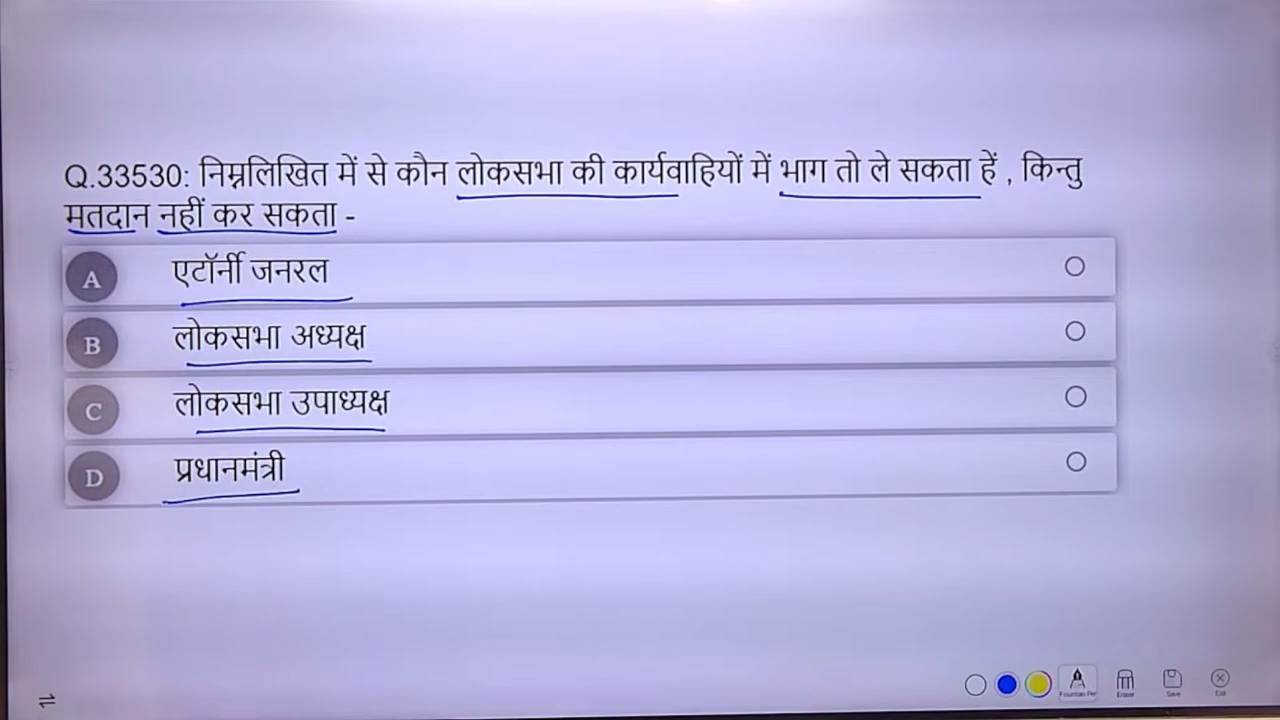 Q.33530: निम्नलिखित में से कौन लोकसभा की कार्यवाहियों में भाग तो ले सकता हें , किन्तु
मतदान नहीं कर सकता -
A एटॉर्नी जनरल
B लोकसभा अध्यक्ष
C लोकसभा उपाध्यक्ष
D प्रधानमंत्री
Fountain Pen Eraser Save Exit